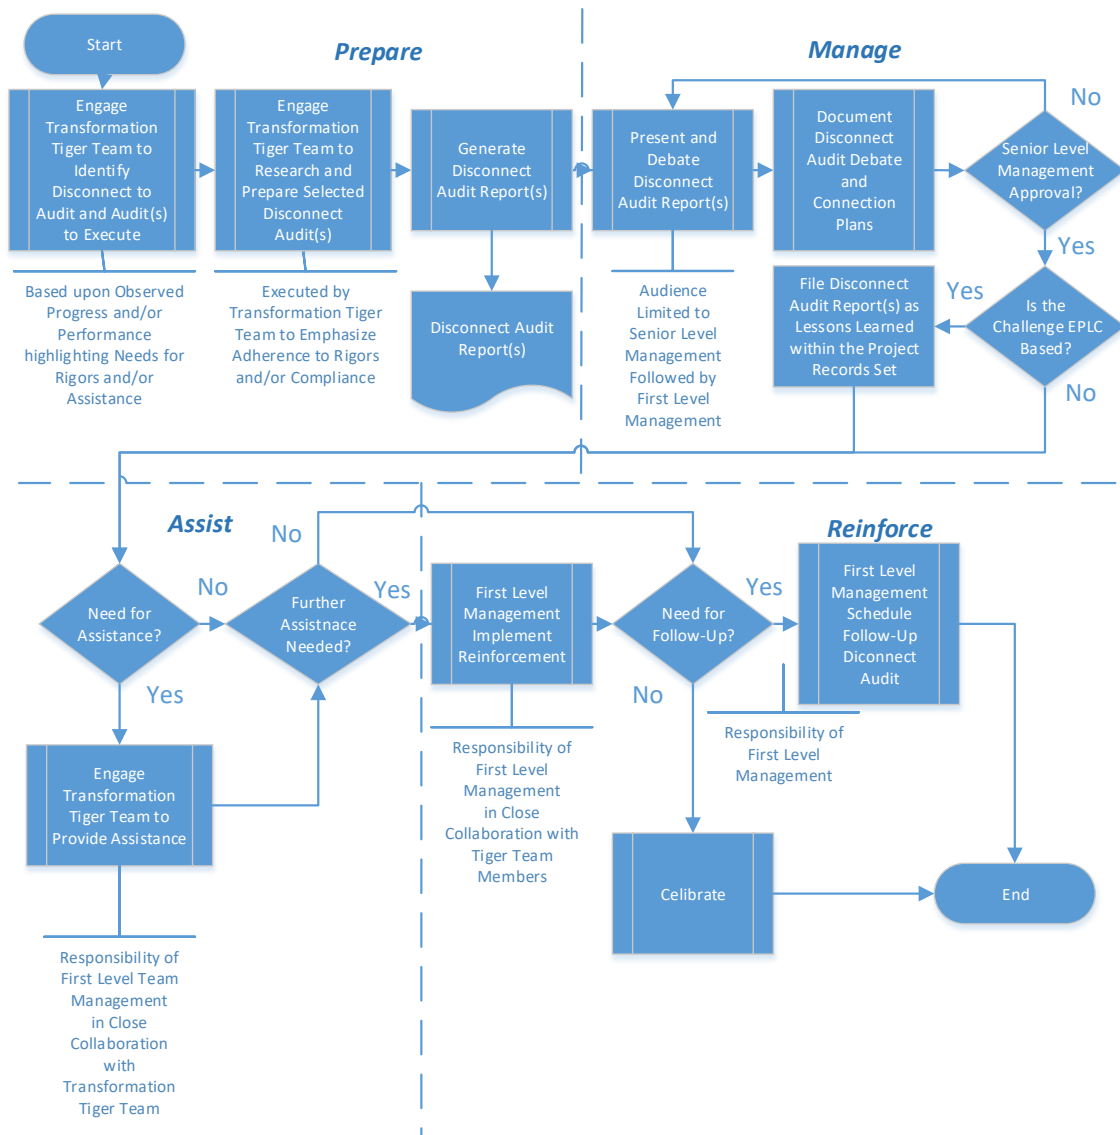 Start
Prepare
Manage
Engage
Transformation
Tiger Team to
Identify
Disconnect to
Audit and Audit(s)
to Execute
Engage
Transformation
Tiger Team to
Research and
Prepare Selected
Disconnect
Audit(s)
Generate
Disconnect
Audit Report(s)
Present and
Debate
Disconnect
Audit Report(s)
Document
Disconnect
Audit Debate
and
Connection
Plans
No
Senior Level
Management
Approval?
Yes
Based upon Observed
Progress and/or
Performance
highlighting Needs for
Rigors and/or
Assistance
Executed by
Transformation Tiger
Team to Emphasize
Adherence to Rigors
and/or Compliance
Disconnect Audit
Report(s)
Audience
Limited to
Senior Level
Management
Followed by
First Level
Management
File Disconnect
Audit Report(s) as
Lessons Learned
within the Project
Records Set
Yes
Is the
Challenge EPLC
Based?
No
Assist
Reinforce
Need for
Assistance?
No
Yes
No
Further
Assistnace
Needed?
Yes
First Level
Management
Implement
Reinforcement
Need for
Follow-Up?
Yes
No
First Level
Management
Schedule
Follow-Up
Diconnect
Audit
Engage
Transformation
Tiger Team to
Provide Assistance
Responsibility of
First Level
Management
in Close
Collaboration with
Tiger Team
Members
Responsibility of
First Level
Management
Celibrate
End
Responsibility of
First Level Team
Management
in Close
Collaboration
with
Transformation
Tiger Team